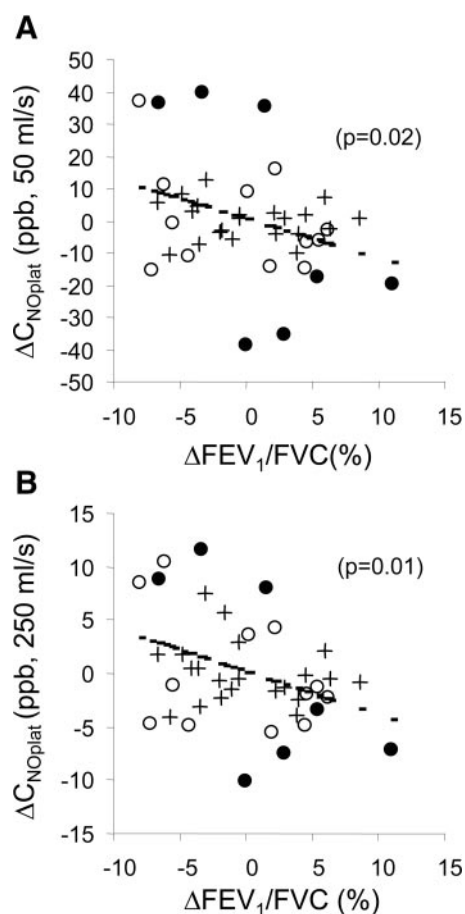 A
ΔC_NOplat (ppb, 50 ml/s)
50
40
30
20
10
0
-10
-20
-30
-40
-50
(p=0.02)
-10 -5 0 5 10 15
ΔFEV₁/FVC(%)
B
ΔC_NOplat (ppb, 250 ml/s)
15
10
5
0
-5
-10
-15
(p=0.01)
-10 -5 0 5 10 15
ΔFEV₁/FVC (%)